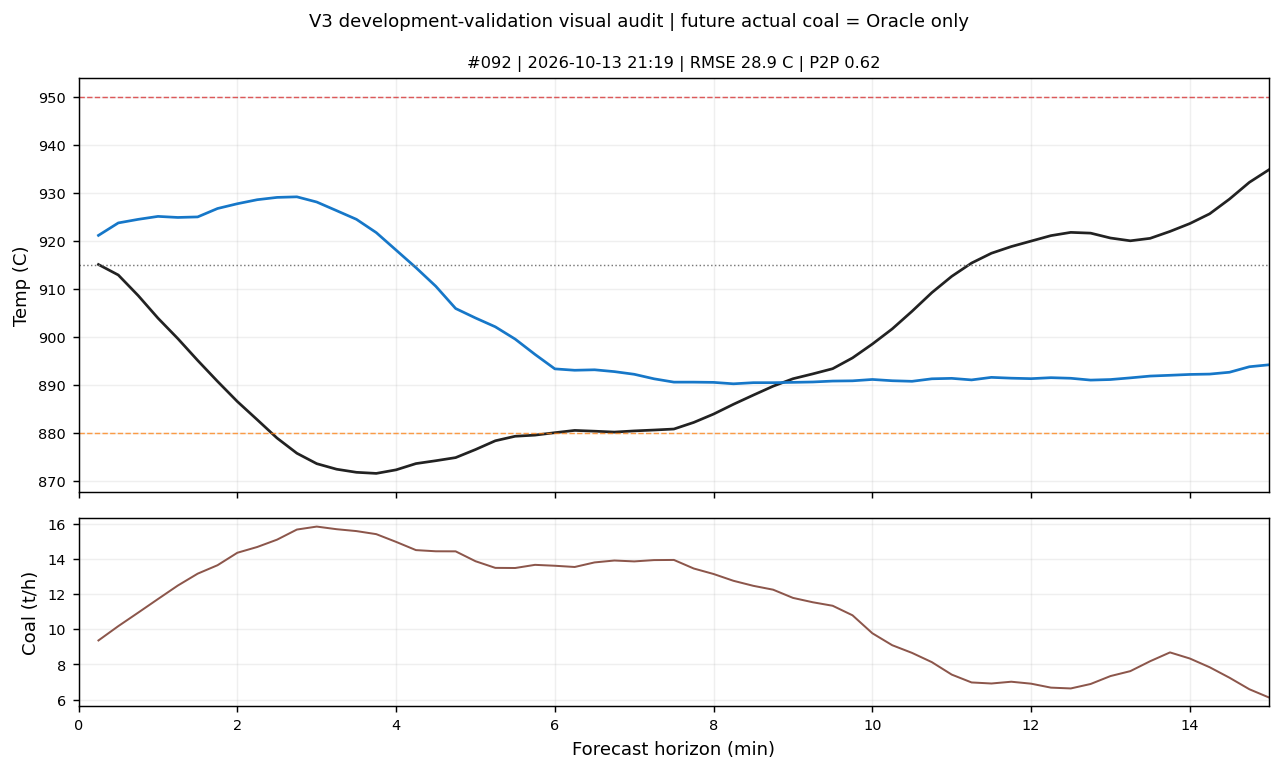 V3 development-validation visual audit | future actual coal = Oracle only
#092 | 2026-10-13 21:19 | RMSE 28.9 C | P2P 0.62
950
940
930
920
910
900
890
880
870
Temp (C)
16
14
12
10
8
6
Coal (t/h)
0 2 4 6 8 10 12 14
Forecast horizon (min)